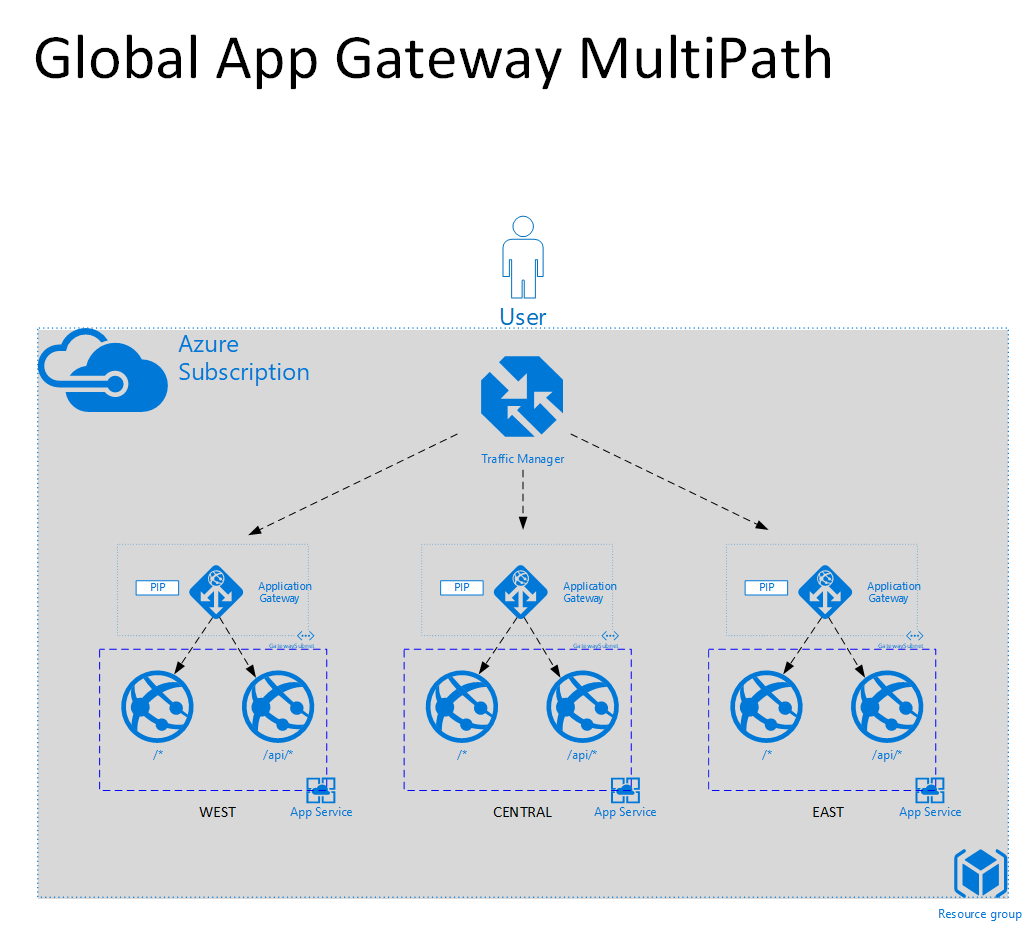 Global App Gateway MultiPath
User
Azure
Subscription
Traffic Manager
PIP
Application
Gateway
GatewaySubnet
PIP
Application
Gateway
GatewaySubnet
PIP
Application
Gateway
GatewaySubnet
/*
/api/*
/*
/api/*
/*
/api/*
WEST
App Service
CENTRAL
App Service
EAST
App Service
Resource group